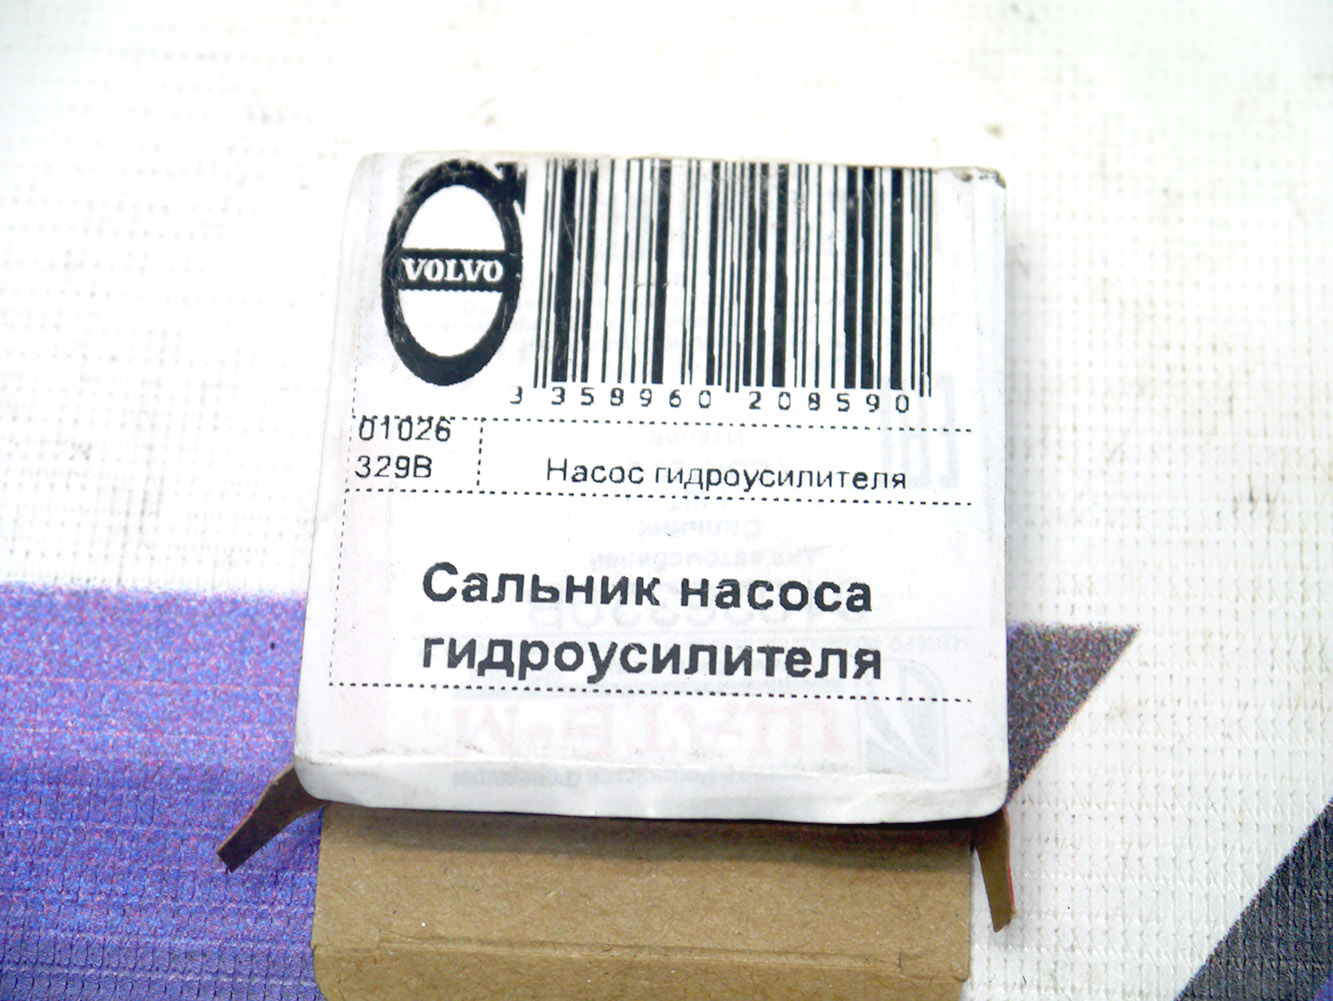 VOLVO
3 358960 208590
01026
329B
Насос гидроусилителя
Сальник насоса
гидроусилителя